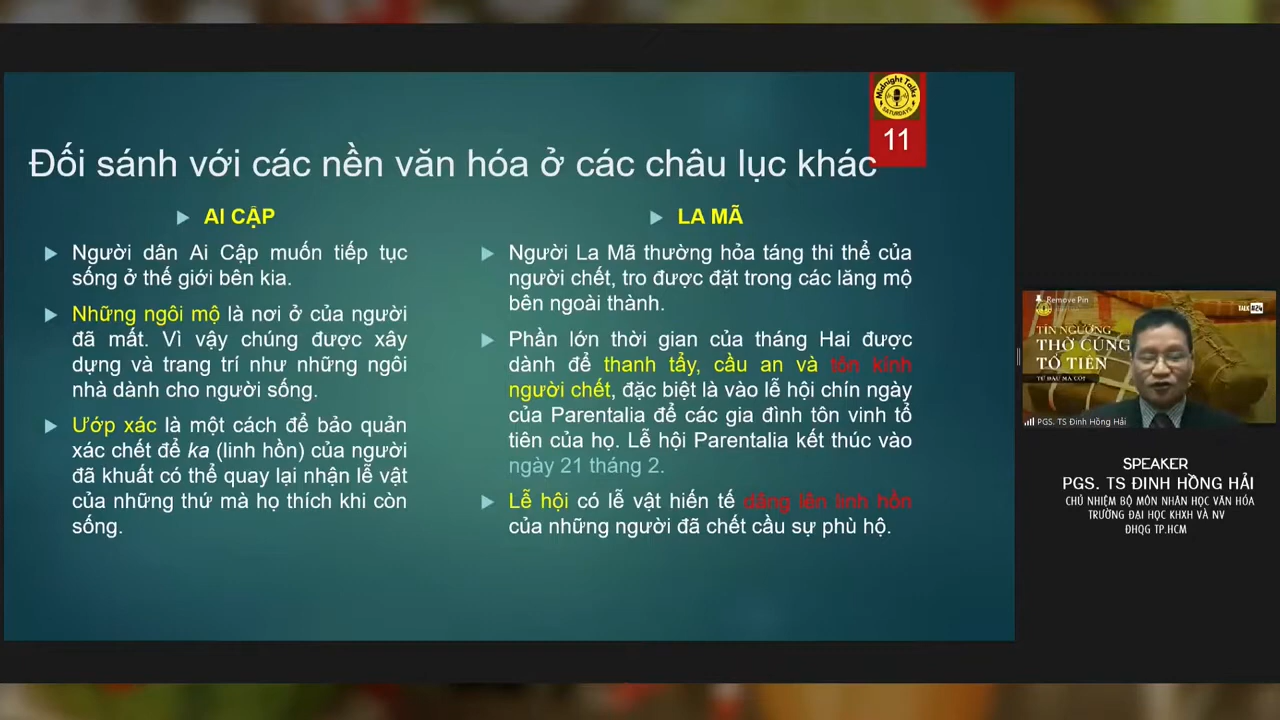 Midnight Talks
SATURDAYS
11
Đối sánh với các nền văn hóa ở các châu lục khác
AI CẬP
Người dân Ai Cập muốn tiếp tục
sống ở thế giới bên kia.
Những ngôi mộ là nơi ở của người
đã mất. Vì vậy chúng được xây
dựng và trang trí như những ngôi
nhà dành cho người sống.
Ướp xác là một cách để bảo quản
xác chết để ka (linh hồn) của người
đã khuất có thể quay lại nhận lễ vật
của những thứ mà họ thích khi còn
sống.
LA MÃ
Người La Mã thường hỏa táng thi thể của
người chết, tro được đặt trong các lăng mộ
bên ngoài thành.
Phần lớn thời gian của tháng Hai được
dành để thanh tẩy, cầu an và tôn kính
người chết, đặc biệt là vào lễ hội chín ngày
của Parentalia để các gia đình tôn vinh tổ
tiên của họ. Lễ hội Parentalia kết thúc vào
ngày 21 tháng 2.
Lễ hội có lễ vật hiến tế dâng lên linh hồn
của những người đã chết cầu sự phù hộ.
Remove Pin
TALK #24
TÍN NGƯỠNG
THỜ CÚNG
TỔ TIÊN
TỪ ĐÂU MÀ CÓ?
PGS. TS Đinh Hồng Hải
SPEAKER
PGS. TS ĐINH HỒNG HẢI
CHỦ NHIỆM BỘ MÔN NHÂN HỌC VĂN HÓA
TRƯỜNG ĐẠI HỌC KHXH VÀ NV
ĐHQG TP.HCM